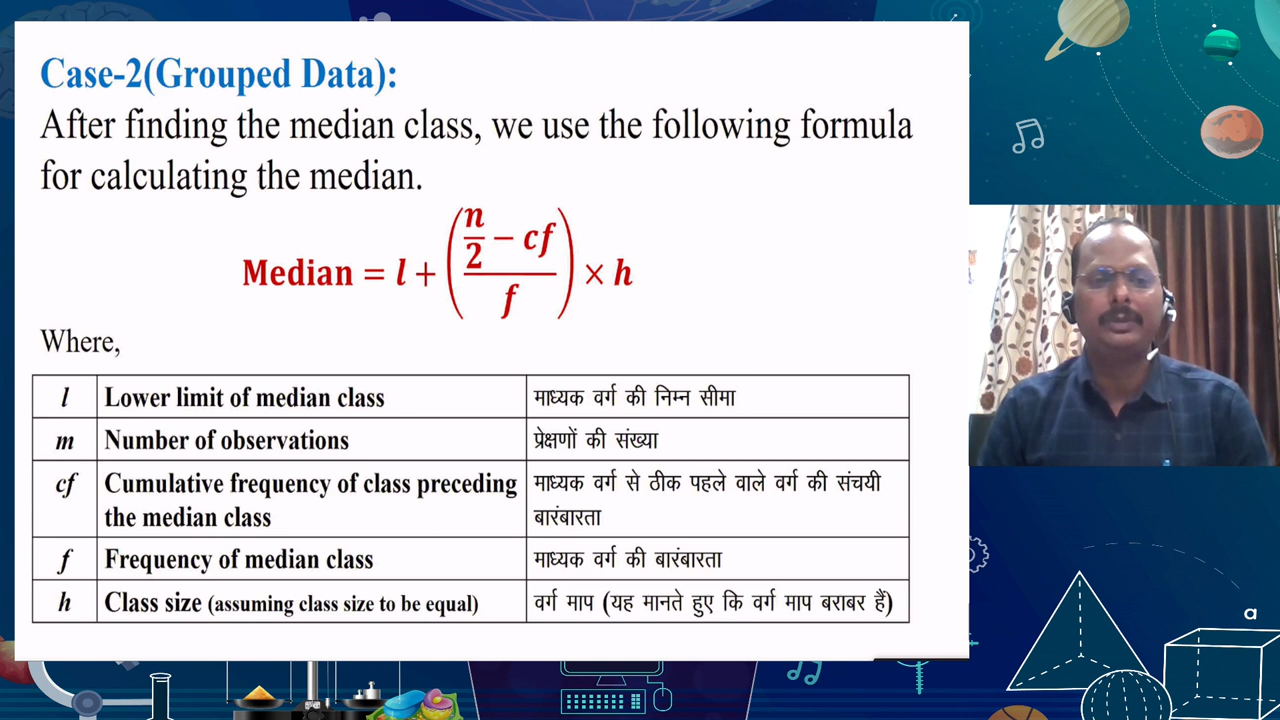 Case-2(Grouped Data):
After finding the median class, we use the following formula
for calculating the median.
Median = l + ( (n/2 − cf) / f ) × h
Where,
l Lower limit of median class माध्यक वर्ग की निम्न सीमा
m Number of observations प्रेक्षणों की संख्या
cf Cumulative frequency of class preceding माध्यक वर्ग से ठीक पहले वाले वर्ग की संचयी
the median class बारंबारता
f Frequency of median class माध्यक वर्ग की बारंबारता
h Class size (assuming class size to be equal) वर्ग माप (यह मानते हुए कि वर्ग माप बराबर हैं)
a